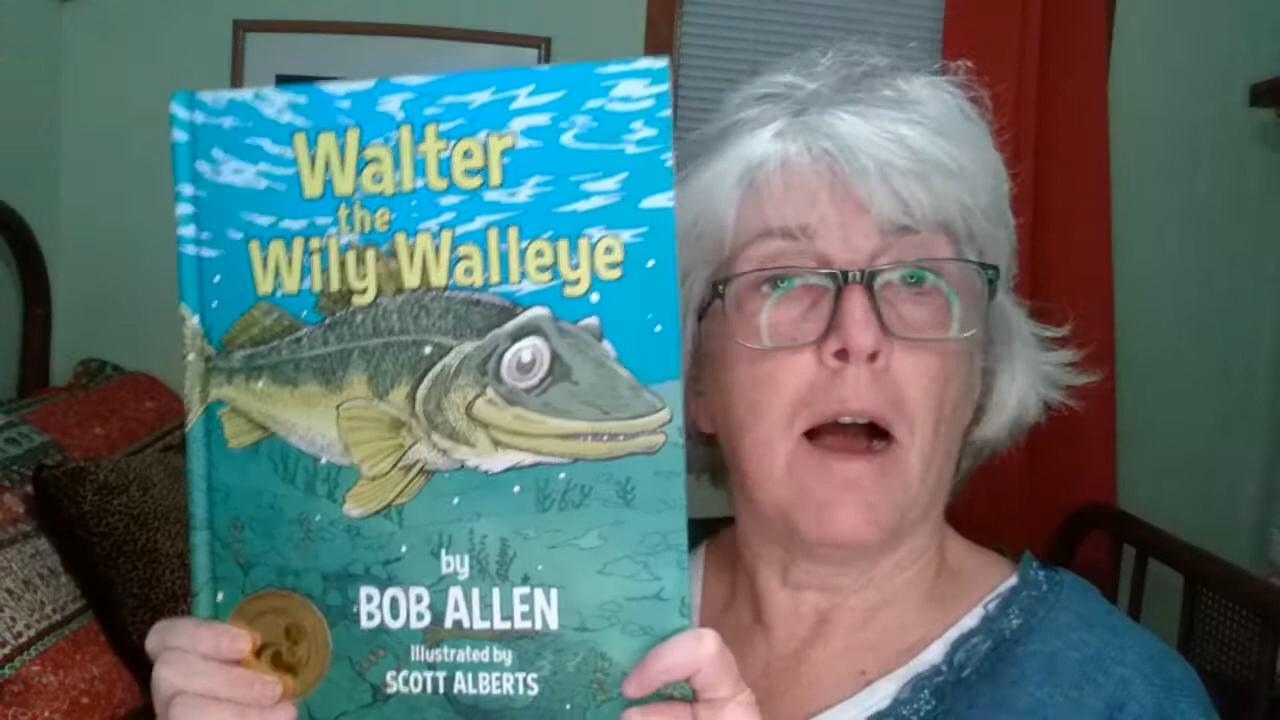 Walter
the
Wily Walleye
by
BOB ALLEN
Illustrated by
SCOTT ALBERTS